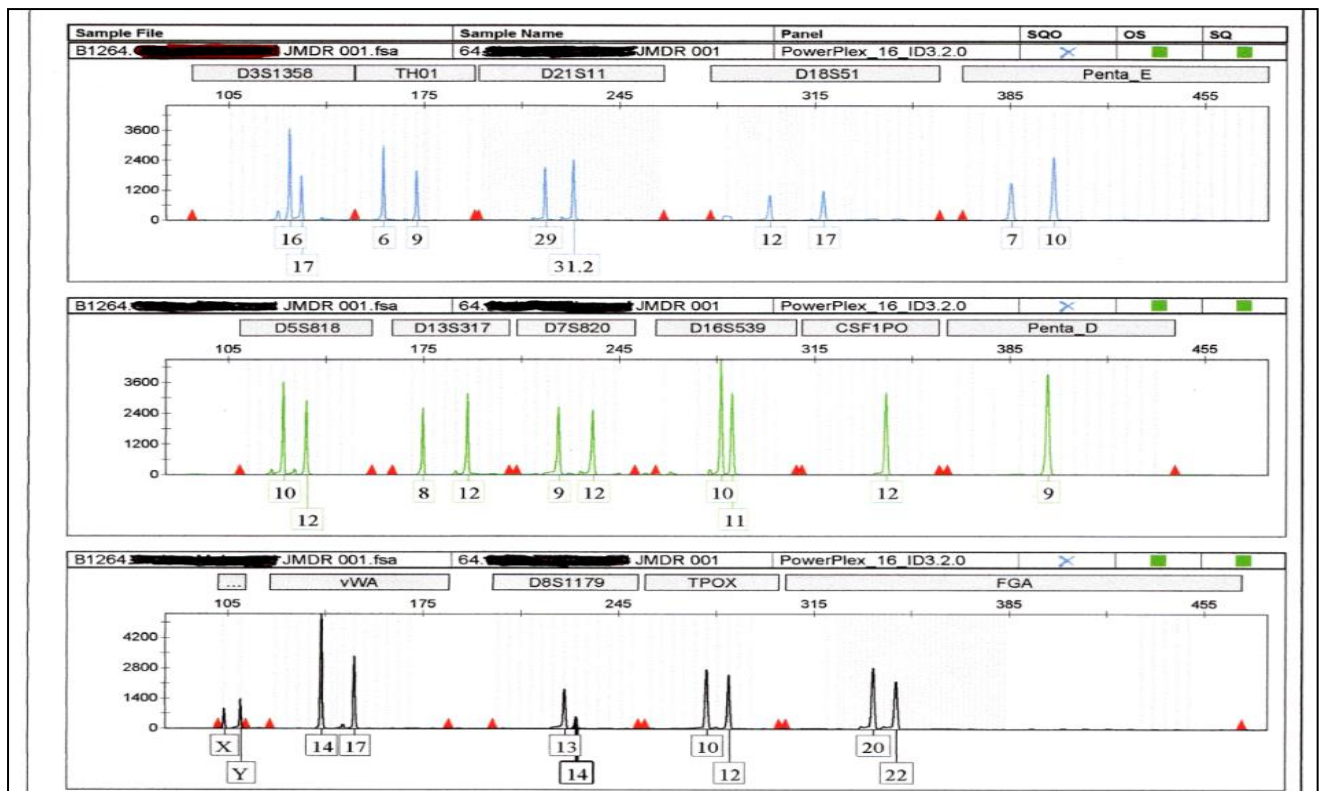 Sample File Sample Name Panel SQO OS SQ
B1264. JMDR 001.fsa 64. JMDR 001 PowerPlex_16_ID3.2.0
D3S1358 TH01 D21S11 D18S51 Penta_E
105 175 245 315 385 455
3600
2400
1200
0
16 6 9 29 12 17 7 10
17 31.2
B1264. JMDR 001.fsa 64. JMDR 001 PowerPlex_16_ID3.2.0
D5S818 D13S317 D7S820 D16S539 CSF1PO Penta_D
105 175 245 315 385 455
3600
2400
1200
0
10 8 12 9 12 10 12 9
12 11
B1264. JMDR 001.fsa 64. JMDR 001 PowerPlex_16_ID3.2.0
... vWA D8S1179 TPOX FGA
105 175 245 315 385 455
4200
2800
1400
0
X 14 17 13 10 20
Y 14 12 22